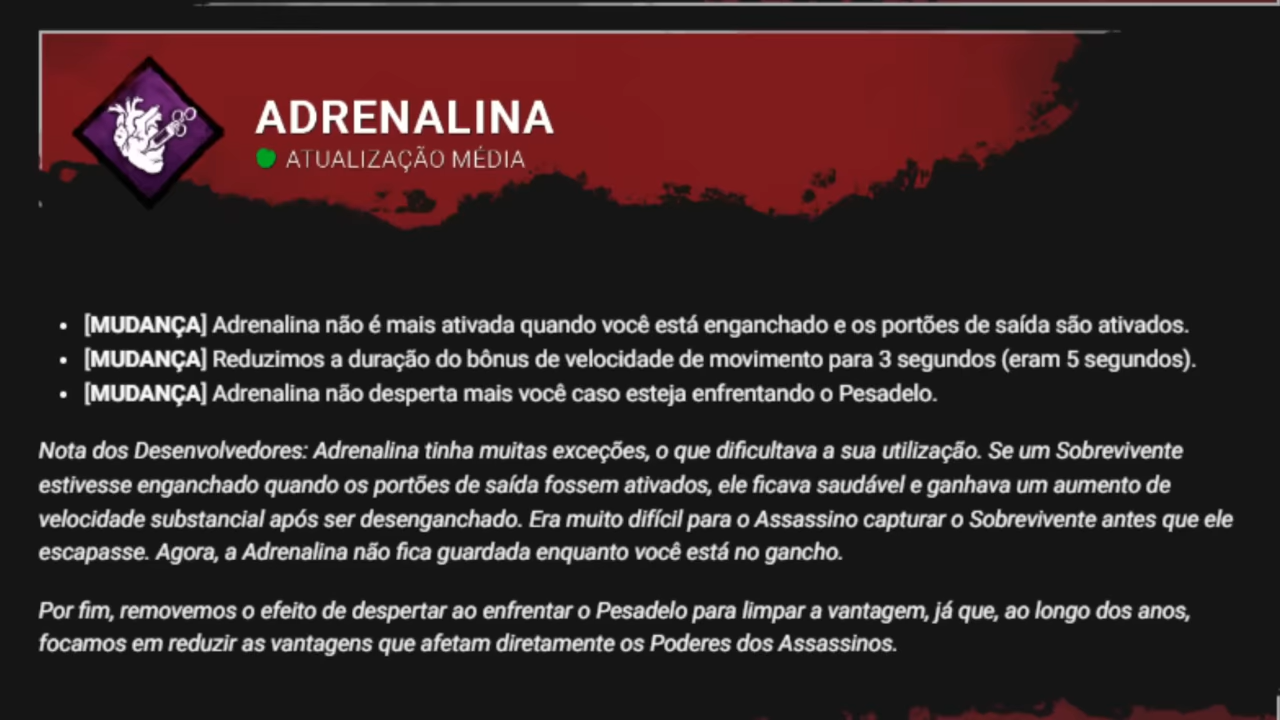 ADRENALINA
ATUALIZAÇÃO MÉDIA
• [MUDANÇA] Adrenalina não é mais ativada quando você está enganchado e os portões de saída são ativados.
• [MUDANÇA] Reduzimos a duração do bônus de velocidade de movimento para 3 segundos (eram 5 segundos).
• [MUDANÇA] Adrenalina não desperta mais você caso esteja enfrentando o Pesadelo.
Nota dos Desenvolvedores: Adrenalina tinha muitas exceções, o que dificultava a sua utilização. Se um Sobrevivente
estivesse enganchado quando os portões de saída fossem ativados, ele ficava saudável e ganhava um aumento de
velocidade substancial após ser desenganchado. Era muito difícil para o Assassino capturar o Sobrevivente antes que ele
escapasse. Agora, a Adrenalina não fica guardada enquanto você está no gancho.
Por fim, removemos o efeito de despertar ao enfrentar o Pesadelo para limpar a vantagem, já que, ao longo dos anos,
focamos em reduzir as vantagens que afetam diretamente os Poderes dos Assassinos.